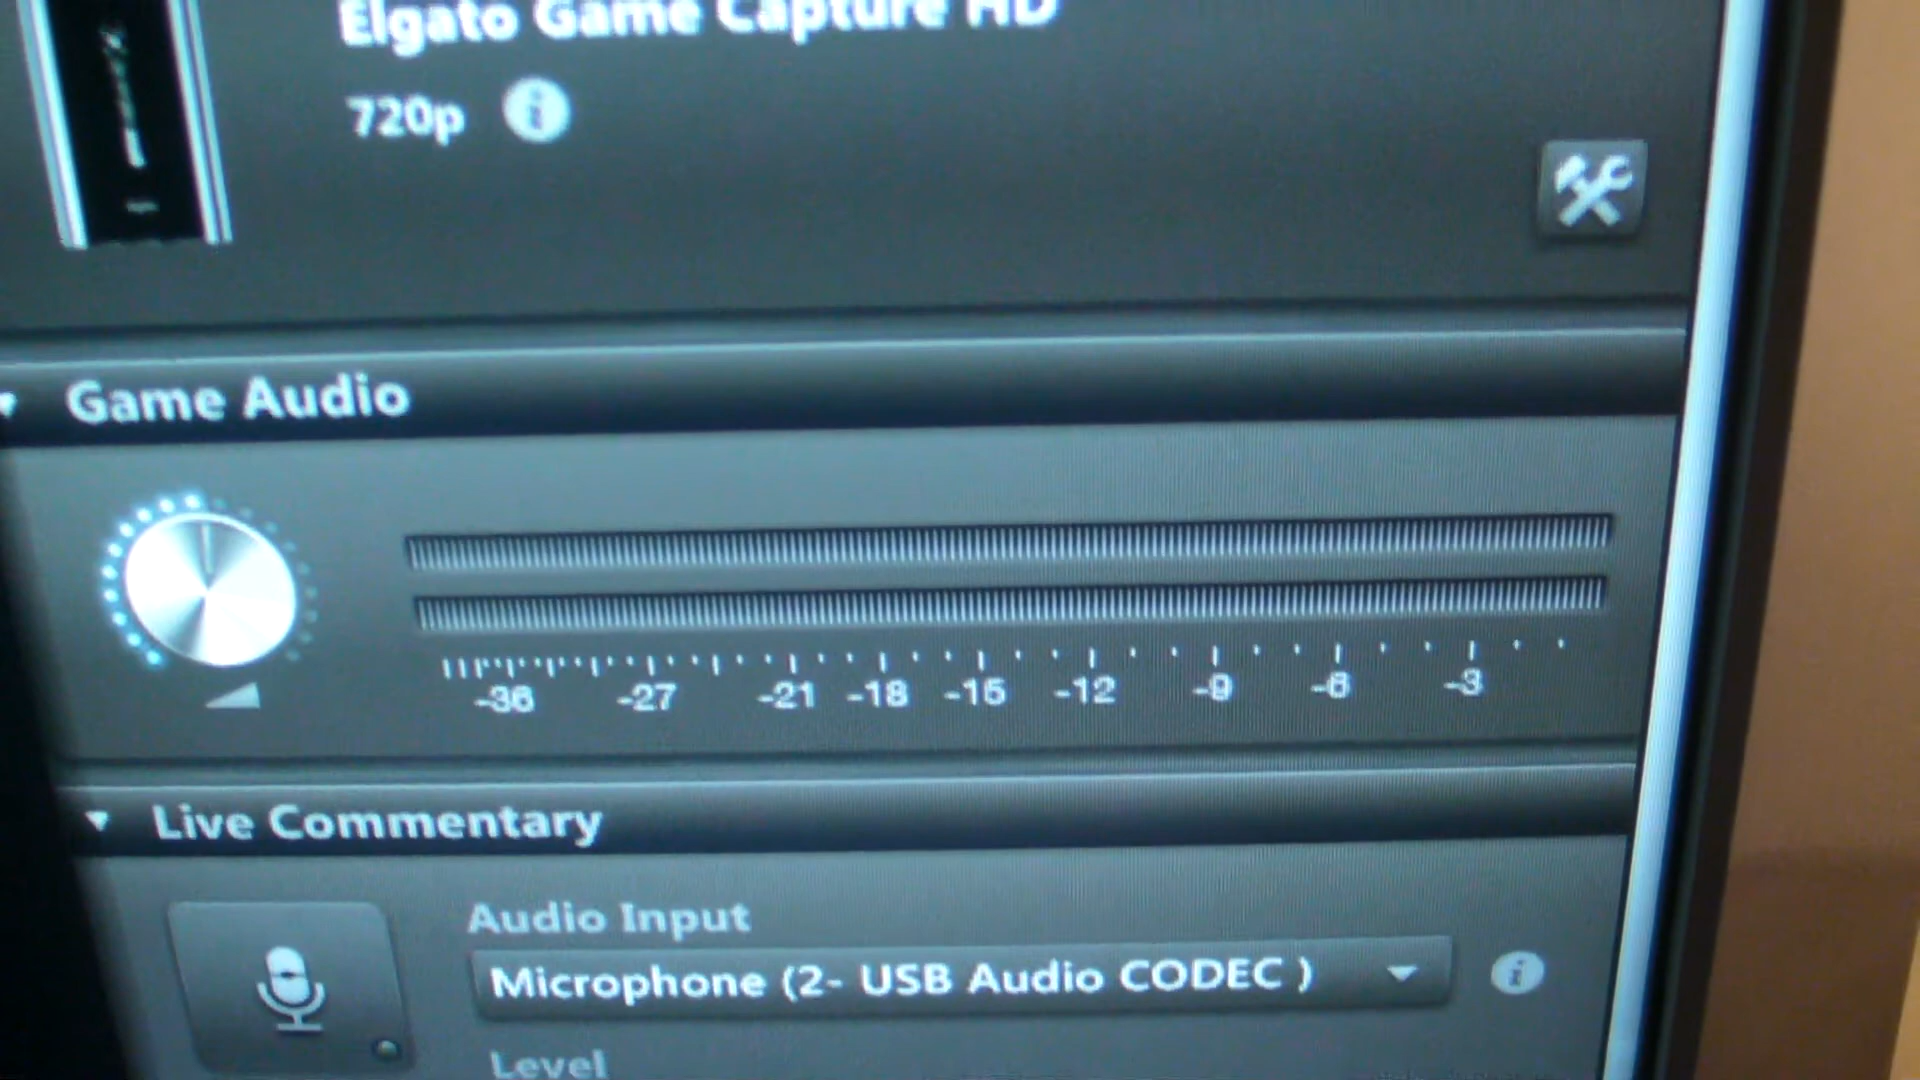 Elgato Game Capture HD
720p
Game Audio
-36 -27 -21 -18 -15 -12 -9 -6 -3
Live Commentary
Audio Input
Microphone (2- USB Audio CODEC )
Level